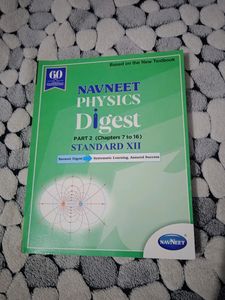 Based on the New Textbook
60
NAVNEET
PHYSICS
Digest
PART 2 (Chapters 7 to 16)
STANDARD XII
Navneet Digest Systematic Learning, Assured Success
NAVNEET